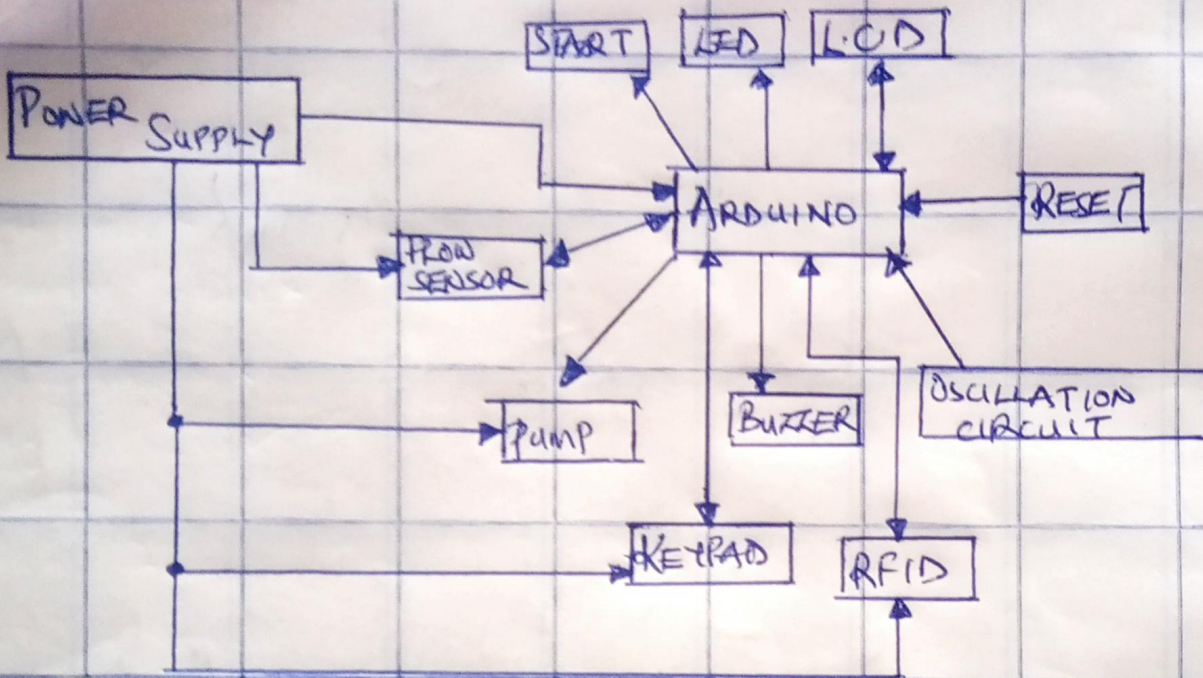 START
LED
L.C.D
POWER
SUPPLY
ARDUINO
RESET
FLOW
SENSOR
OSCILLATION
CIRCUIT
PUMP
BUZZER
KEYPAD
RFID